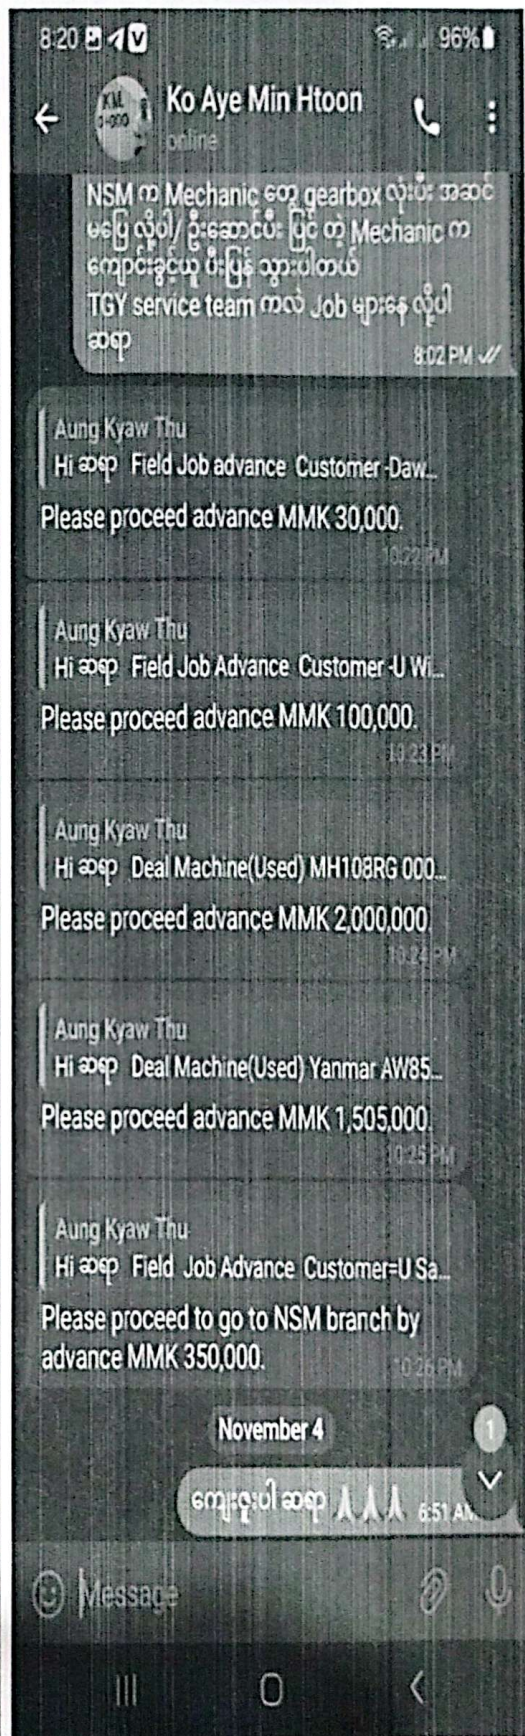 8:20
96%
Ko Aye Min Htoon
online
NSM က Mechanic တွေ gearbox လုံးပီး အဆင်
မပြေ လို့ပါ/ ဦးဆောင်ပီး ပြင် တဲ့ Mechanic က
ကျောင်းခွင့်ယူ ပီးပြန် သွားပါတယ်
TGY service team ကလဲ Job များနေ လို့ပါ
ဆရာ
8:02 PM
Aung Kyaw Thu
Hi ဆရာ Field Job advance Customer -Daw...
Please proceed advance MMK 30,000.
10:22 PM
Aung Kyaw Thu
Hi ဆရာ Field Job Advance Customer -U Wi...
Please proceed advance MMK 100,000.
10:23 PM
Aung Kyaw Thu
Hi ဆရာ Deal Machine(Used) MH108RG 000...
Please proceed advance MMK 2,000,000.
10:24 PM
Aung Kyaw Thu
Hi ဆရာ Deal Machine(Used) Yanmar AW85...
Please proceed advance MMK 1,505,000.
10:25 PM
Aung Kyaw Thu
Hi ဆရာ Field Job Advance Customer=U Sa...
Please proceed to go to NSM branch by
advance MMK 350,000.
10:26 PM
November 4
1
ကျေးဇူးပါ ဆရာ 🙏🙏🙏 6:51 AM
Message